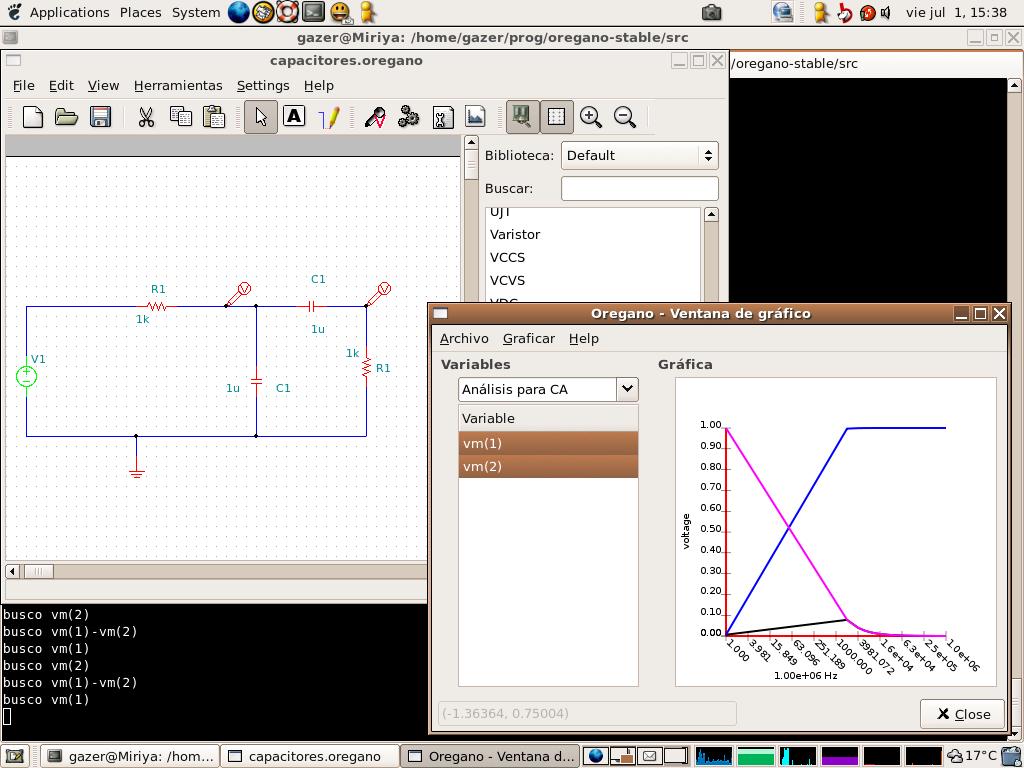 Applications Places System vie jul 1, 15:38
gazer@Miriya: /home/gazer/prog/oregano-stable/src
capacitores.oregano
/oregano-stable/src
File Edit View Herramientas Settings Help
A
Biblioteca: Default
Buscar:
UJT
Varistor
VCCS
VCVS
VDC
R1
1k
V
C1
1u
V
V1
1u
C1
1k
R1
Oregano - Ventana de gráfico
Archivo Graficar Help
Variables
Análisis para CA
Variable
vm(1)
vm(2)
Gráfica
1.00
0.90
0.80
0.70
0.60
0.50
0.40
0.30
0.20
0.10
0.00
voltage
1.000
3.981
15.849
63.096
251.189
1000.000
3981.072
1.6e+04
6.3e+04
2.5e+05
1.0e+06
1.00e+06 Hz
(-1.36364, 0.75004)
Close
busco vm(2)
busco vm(1)-vm(2)
busco vm(1)
busco vm(2)
busco vm(1)-vm(2)
busco vm(1)
gazer@Miriya: /hom... capacitores.oregano Oregano - Ventana d... 17°C